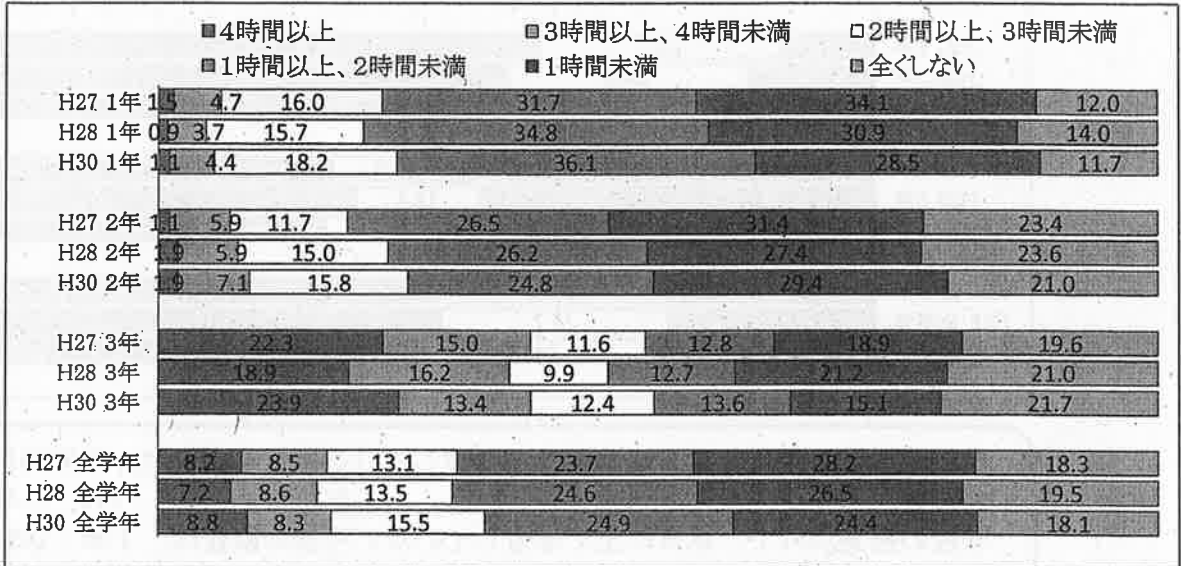 ■4時間以上 ■3時間以上、4時間未満 □2時間以上、3時間未満
■1時間以上、2時間未満 ■1時間未満 ■全くしない
H27 1年 1.5 4.7 16.0 31.7 34.1 12.0
H28 1年 0.9 3.7 15.7 34.8 30.9 14.0
H30 1年 1.1 4.4 18.2 36.1 28.5 11.7
H27 2年 1.1 5.9 11.7 26.5 31.4 23.4
H28 2年 1.9 5.9 15.0 26.2 27.4 23.6
H30 2年 1.9 7.1 15.8 24.8 29.4 21.0
H27 3年 22.3 15.0 11.6 12.8 18.9 19.6
H28 3年 18.9 16.2 9.9 12.7 21.2 21.0
H30 3年 23.9 13.4 12.4 13.6 15.1 21.7
H27 全学年 8.2 8.5 13.1 23.7 28.2 18.3
H28 全学年 7.2 8.6 13.5 24.6 26.5 19.5
H30 全学年 8.8 8.3 15.5 24.9 24.4 18.1